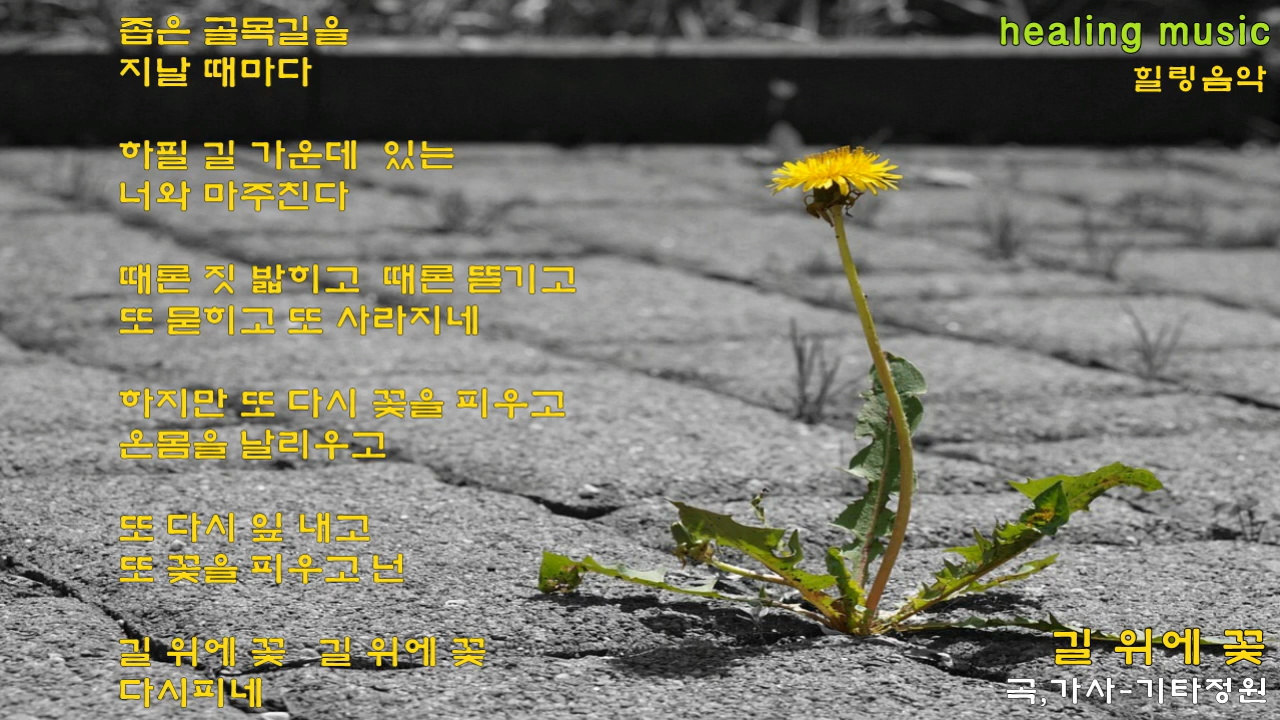 좁은 골목길을
지날 때마다
하필 길 가운데 있는
너와 마주친다
때론 짓 밟히고 때론 뜯기고
또 묻히고 또 사라지네
하지만 또 다시 꽃을 피우고
온몸을 날리우고
또 다시 잎 내고
또 꽃을 피우고 넌
길 위에 꽃 길 위에 꽃
다시피네
healing music
힐링음악
길 위에 꽃
곡,가사-기타정원